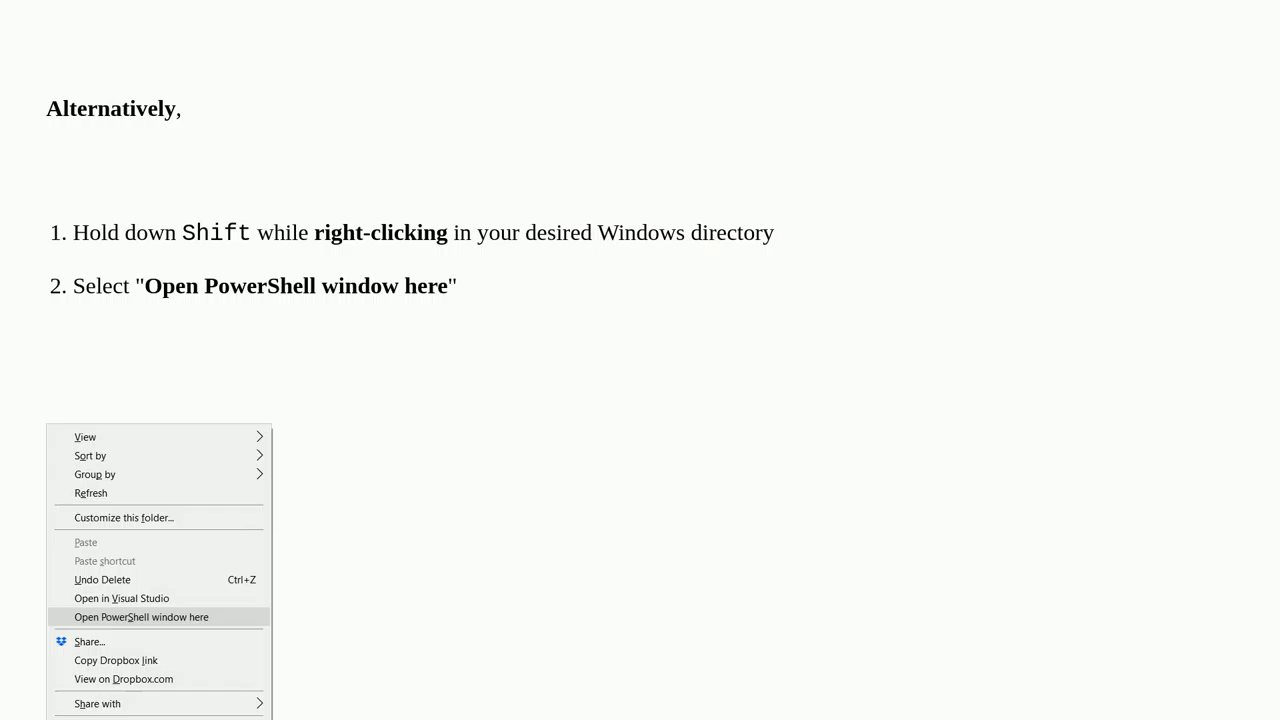 Alternatively,
1. Hold down Shift while right-clicking in your desired Windows directory
2. Select "Open PowerShell window here"
View
Sort by
Group by
Refresh
Customize this folder...
Paste
Paste shortcut
Undo Delete Ctrl+Z
Open in Visual Studio
Open PowerShell window here
Share...
Copy Dropbox link
View on Dropbox.com
Share with